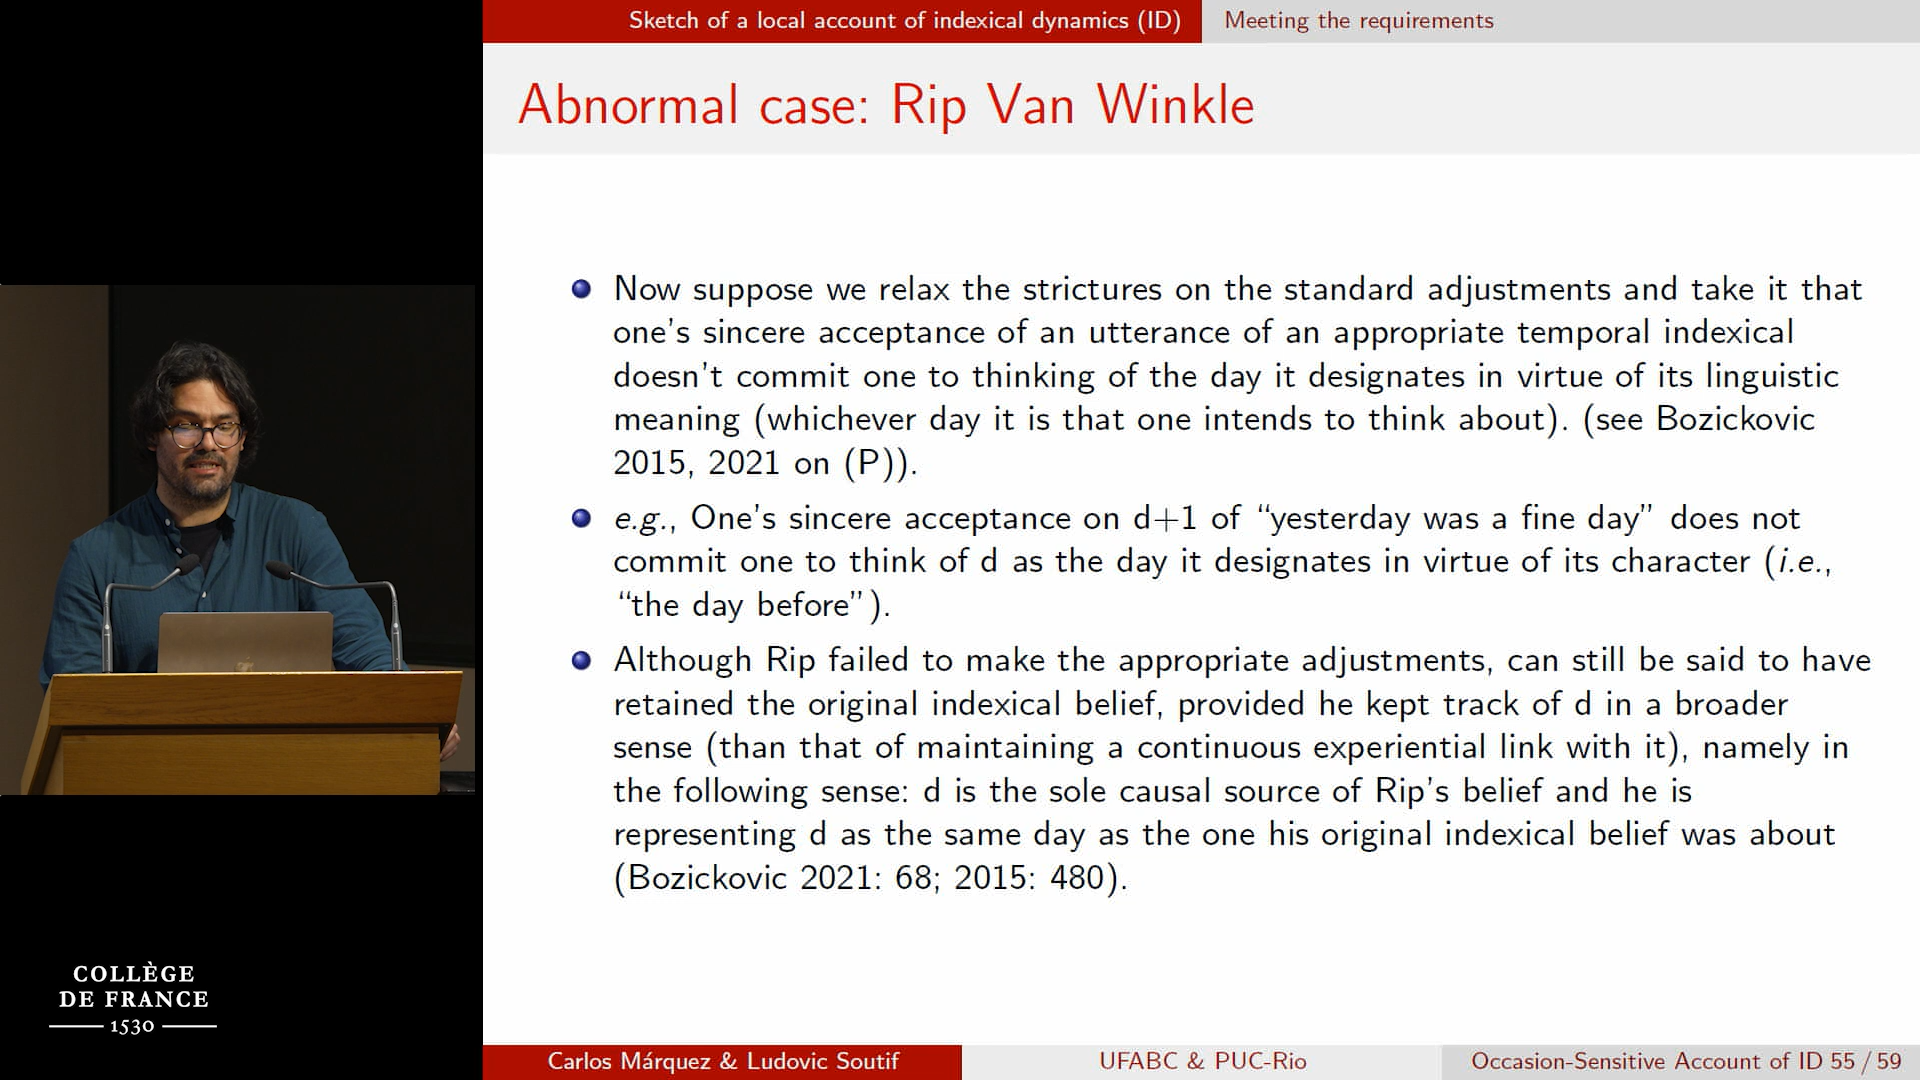 Sketch of a local account of indexical dynamics (ID)
Meeting the requirements
Abnormal case: Rip Van Winkle
Now suppose we relax the strictures on the standard adjustments and take it that
one's sincere acceptance of an utterance of an appropriate temporal indexical
doesn't commit one to thinking of the day it designates in virtue of its linguistic
meaning (whichever day it is that one intends to think about). (see Bozickovic
2015, 2021 on (P)).
e.g., One's sincere acceptance on d+1 of “yesterday was a fine day” does not
commit one to think of d as the day it designates in virtue of its character (i.e.,
“the day before”).
Although Rip failed to make the appropriate adjustments, can still be said to have
retained the original indexical belief, provided he kept track of d in a broader
sense (than that of maintaining a continuous experiential link with it), namely in
the following sense: d is the sole causal source of Rip's belief and he is
representing d as the same day as the one his original indexical belief was about
(Bozickovic 2021: 68; 2015: 480).
COLLÈGE
DE FRANCE
1530
Carlos Márquez & Ludovic Soutif
UFABC & PUC-Rio
Occasion-Sensitive Account of ID 55 / 59